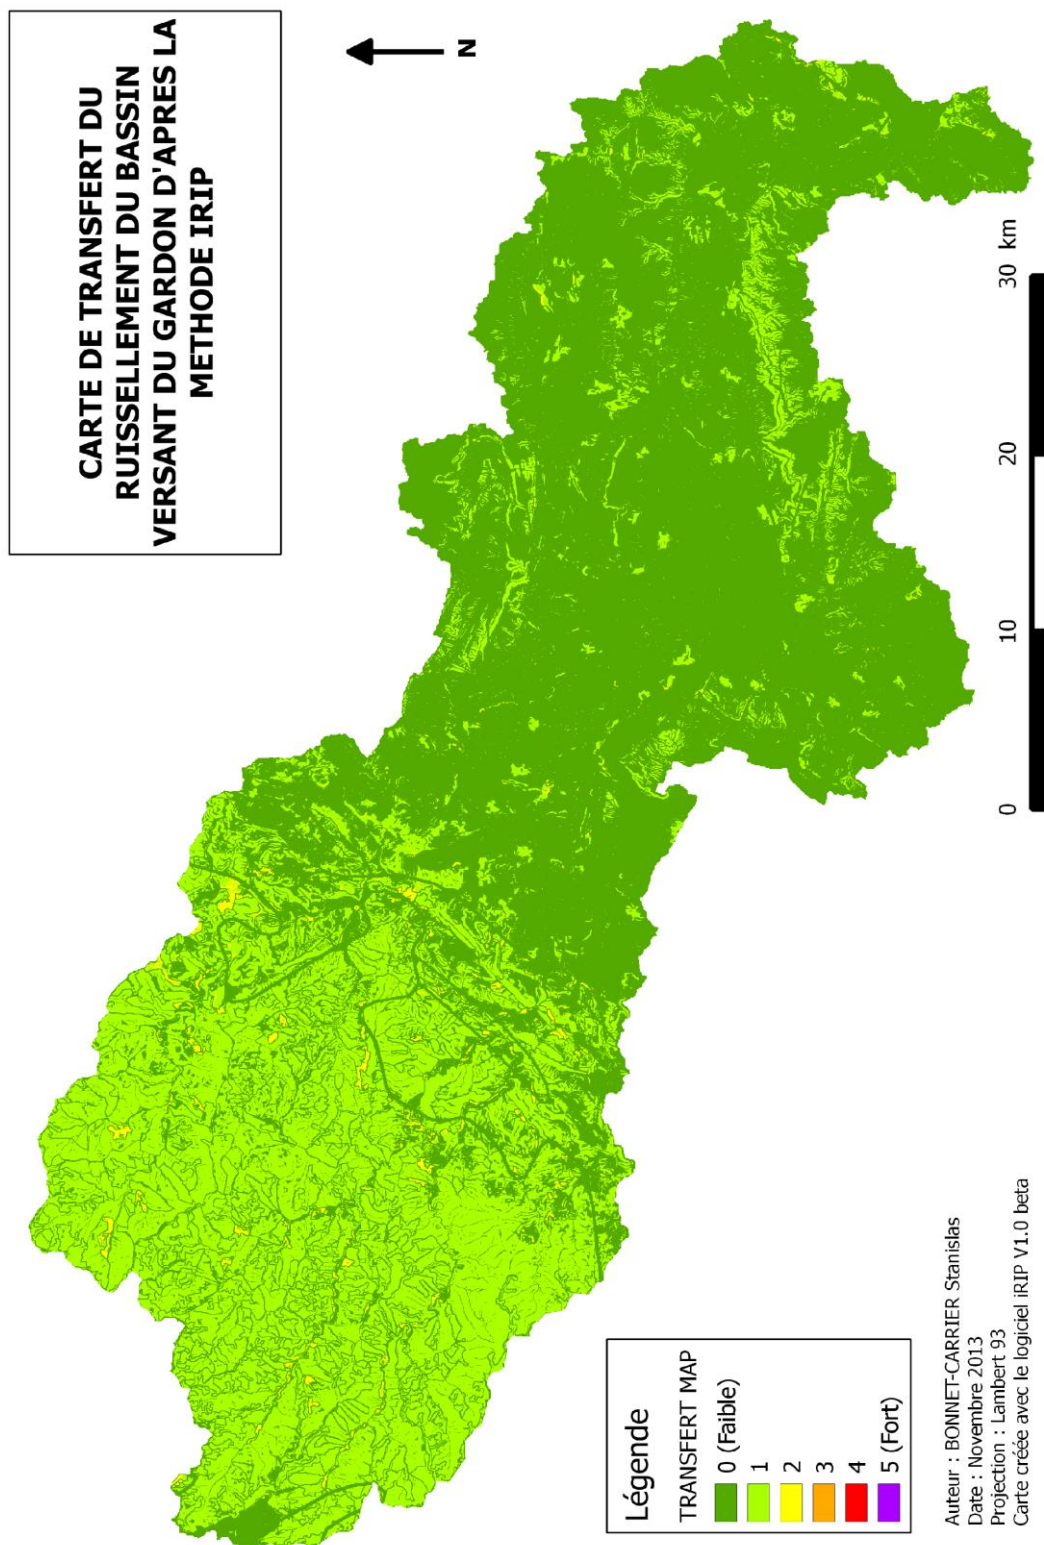 CARTE DE TRANSFERT DU
RUISSELLEMENT DU BASSIN
VERSANT DU GARDON D'APRES LA
METHODE IRIP
N
Légende
TRANSFERT MAP
0 (Faible)
1
2
3
4
5 (Fort)
Auteur : BONNET-CARRIER Stanislas
Date : Novembre 2013
Projection : Lambert 93
Carte créée avec le logiciel iRIP V1.0 beta
0 10 20 30 km